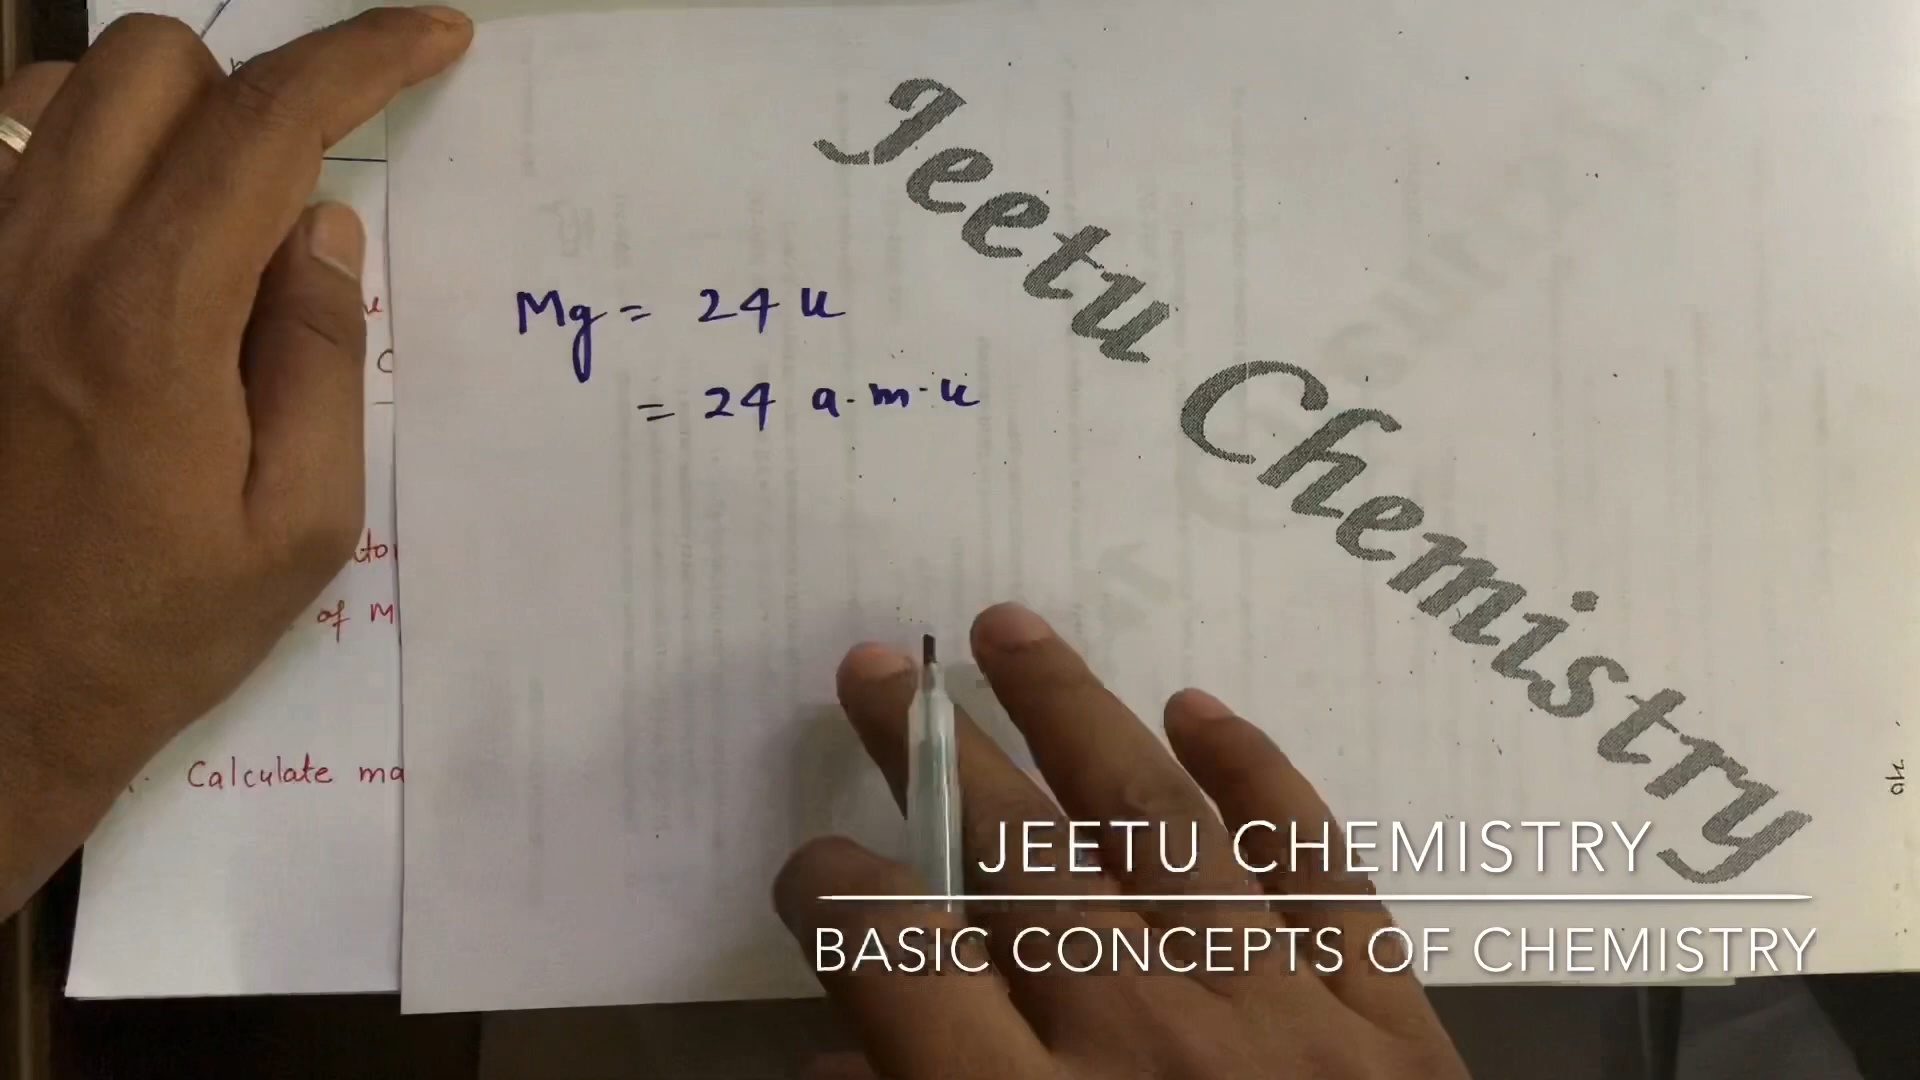 Mg = 24 u
= 24 a.m.u
of M
Calculate ma
Jeetu Chemistry
JEETU CHEMISTRY
BASIC CONCEPTS OF CHEMISTRY